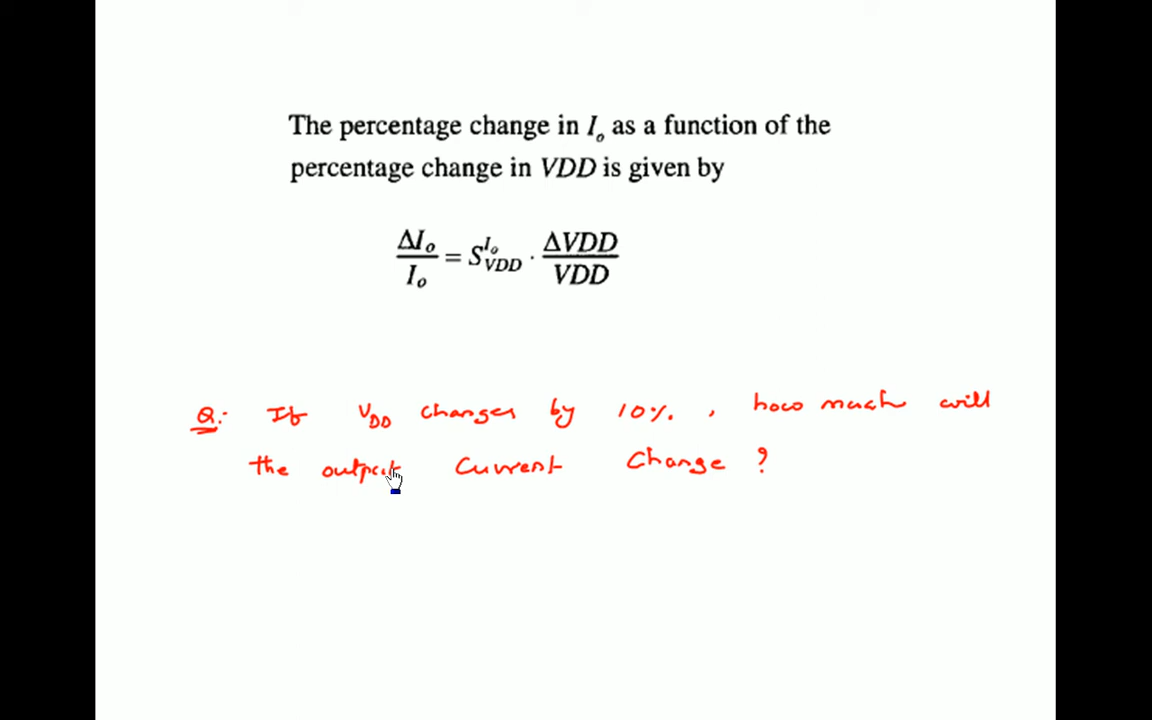 The percentage change in I_o as a function of the
percentage change in VDD is given by
ΔI_o / I_o = S^{I_o}_{VDD} · ΔVDD / VDD
Q: If V_DD changes by 10%, how much will
the output current change ?